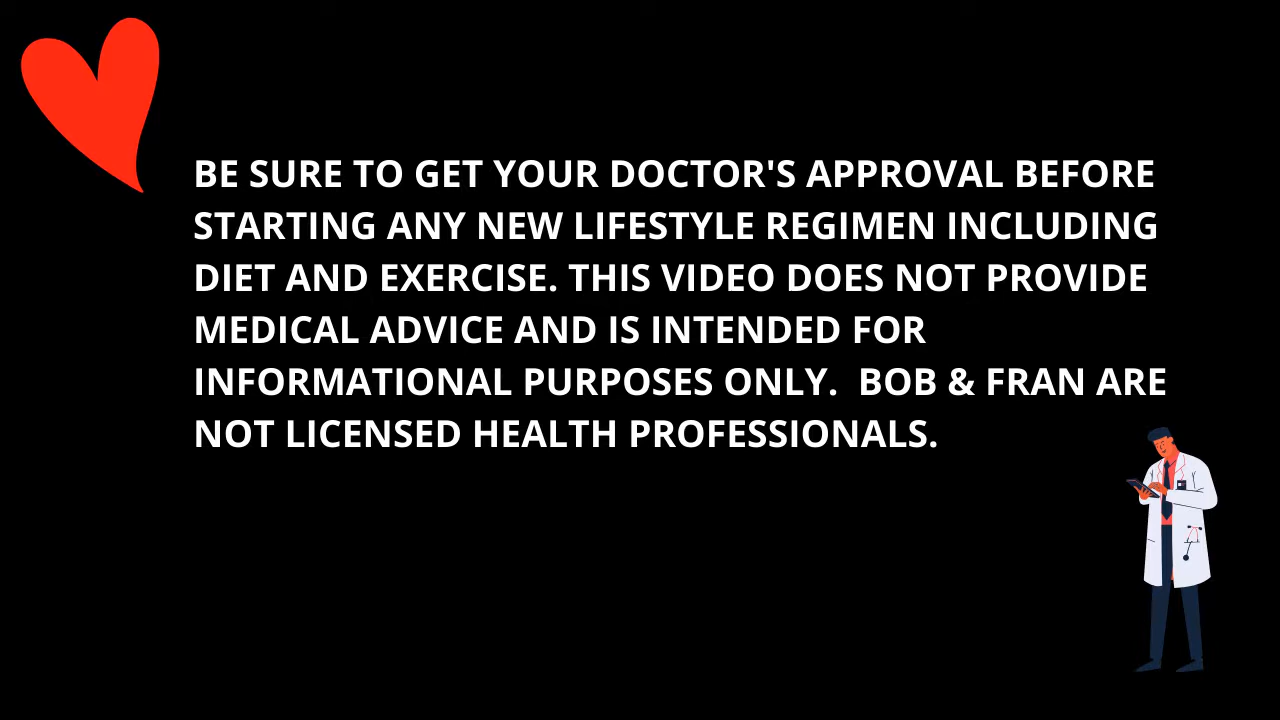 BE SURE TO GET YOUR DOCTOR'S APPROVAL BEFORE
STARTING ANY NEW LIFESTYLE REGIMEN INCLUDING
DIET AND EXERCISE. THIS VIDEO DOES NOT PROVIDE
MEDICAL ADVICE AND IS INTENDED FOR
INFORMATIONAL PURPOSES ONLY.  BOB & FRAN ARE
NOT LICENSED HEALTH PROFESSIONALS.